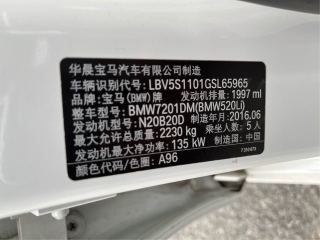 华晨宝马汽车有限公司制造
车辆识别代号: LBV5S1101GSL65965
品牌: 宝马(BMW)牌 发动机排量: 1997 ml
整车型号: BMW7201DM(BMW520Li)
发动机型号: N20B20D 制造年月: 2016.06
最大允许总质量: 2230 kg 乘坐人数: 5 人
发动机最大净功率: 135 kW 制造国: 中国
颜色代码/色号: A96